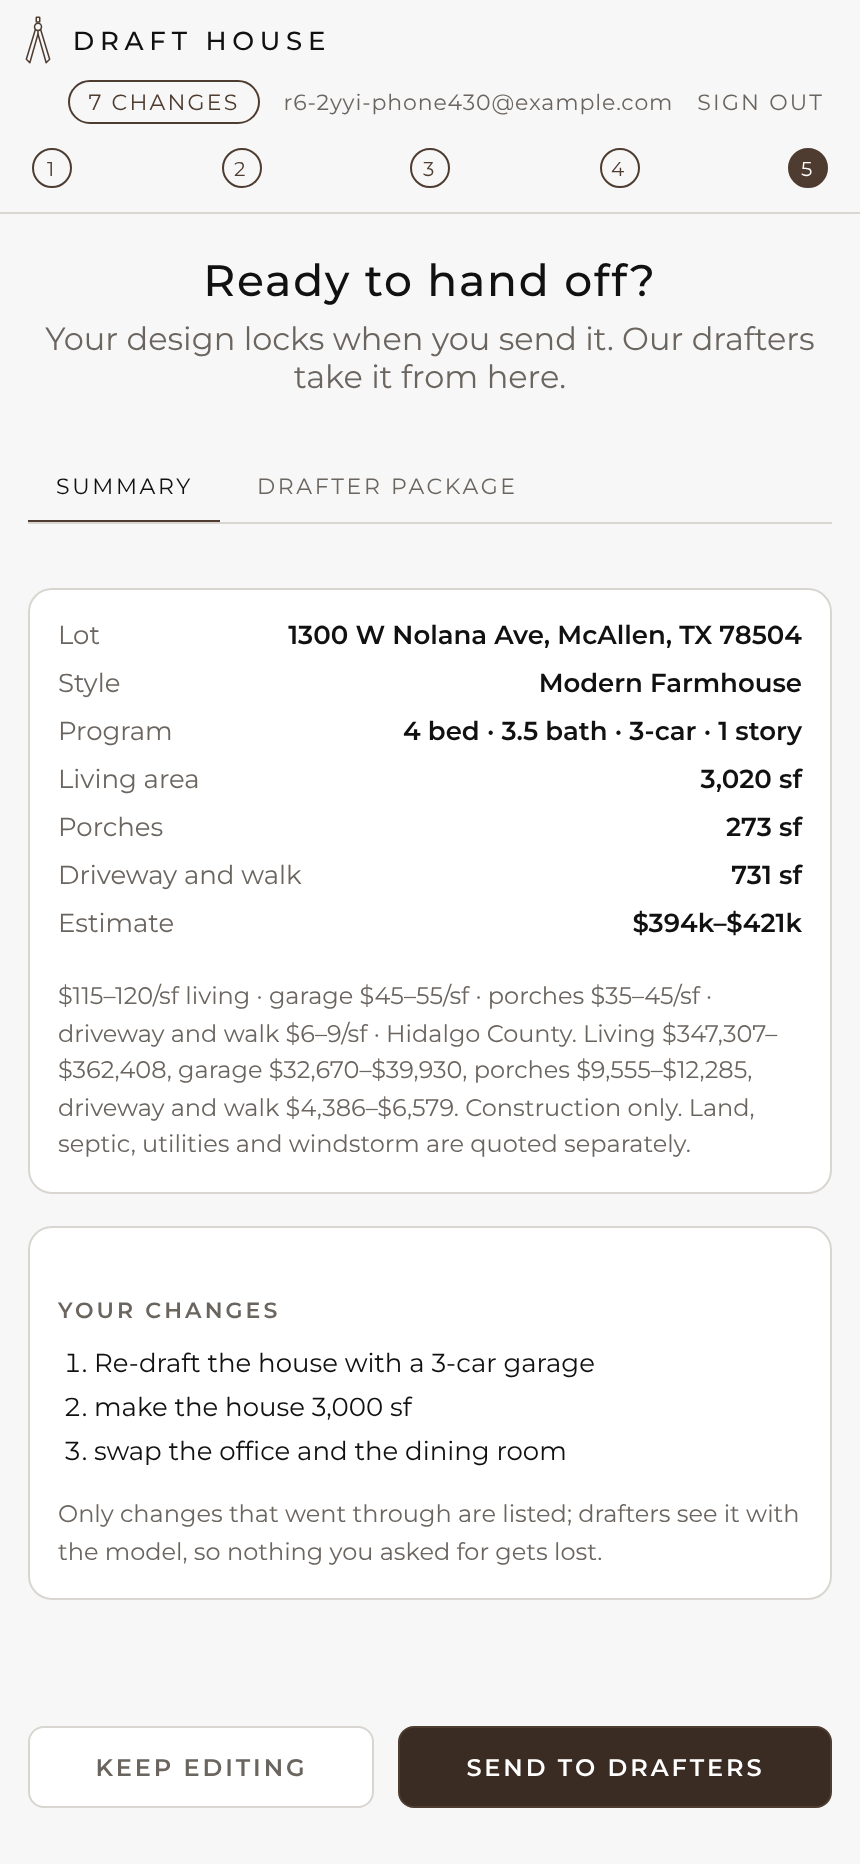 DRAFT HOUSE
7 CHANGES r6-2yyi-phone430@example.com SIGN OUT
1 2 3 4 5
Ready to hand off?
Your design locks when you send it. Our drafters
take it from here.
SUMMARY DRAFTER PACKAGE
Lot 1300 W Nolana Ave, McAllen, TX 78504
Style Modern Farmhouse
Program 4 bed · 3.5 bath · 3-car · 1 story
Living area 3,020 sf
Porches 273 sf
Driveway and walk 731 sf
Estimate $394k–$421k
$115–120/sf living · garage $45–55/sf · porches $35–45/sf ·
driveway and walk $6–9/sf · Hidalgo County. Living $347,307–
$362,408, garage $32,670–$39,930, porches $9,555–$12,285,
driveway and walk $4,386–$6,579. Construction only. Land,
septic, utilities and windstorm are quoted separately.
YOUR CHANGES
1. Re-draft the house with a 3-car garage
2. make the house 3,000 sf
3. swap the office and the dining room
Only changes that went through are listed; drafters see it with
the model, so nothing you asked for gets lost.
KEEP EDITING SEND TO DRAFTERS